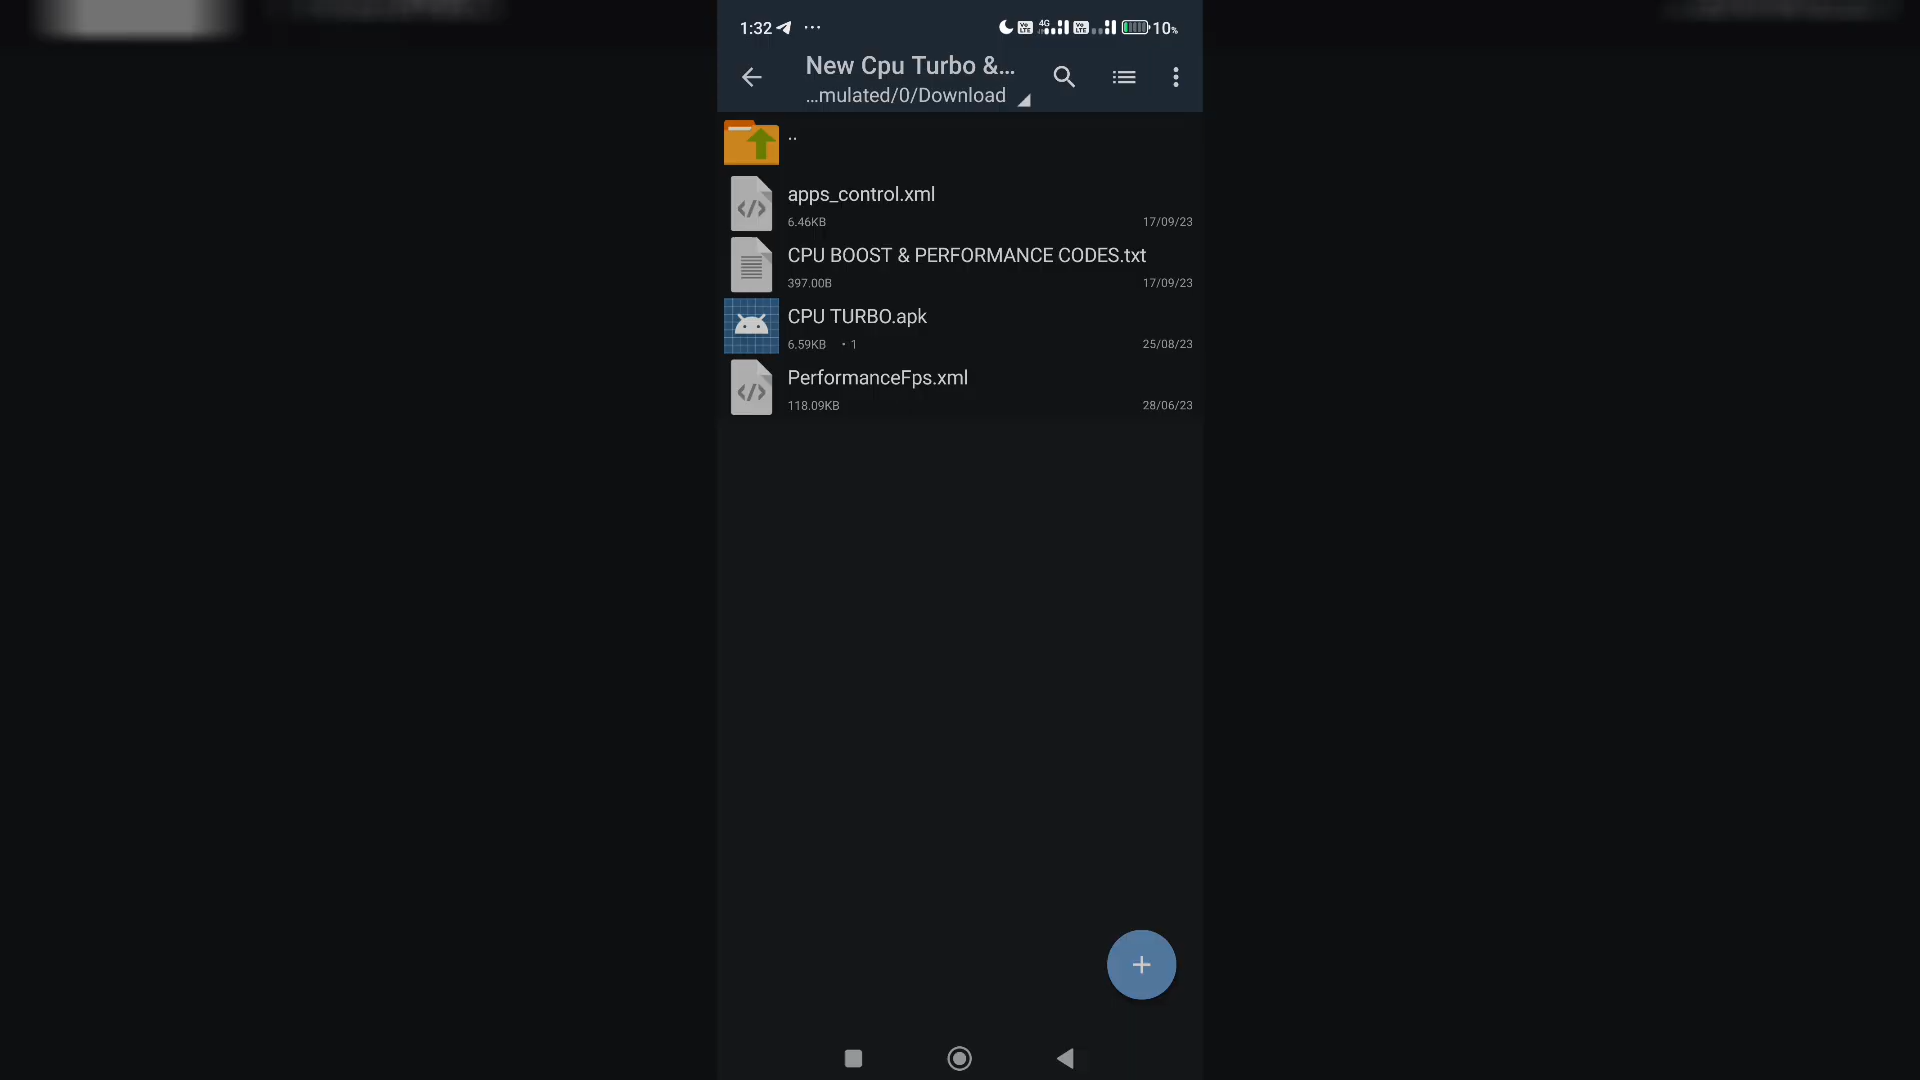 1:32 ... 4G 10%
New Cpu Turbo &...
...mulated/0/Download
..
apps_control.xml
6.46KB 17/09/23
CPU BOOST & PERFORMANCE CODES.txt
397.00B 17/09/23
CPU TURBO.apk
6.59KB • 1 25/08/23
PerformanceFps.xml
118.09KB 28/06/23